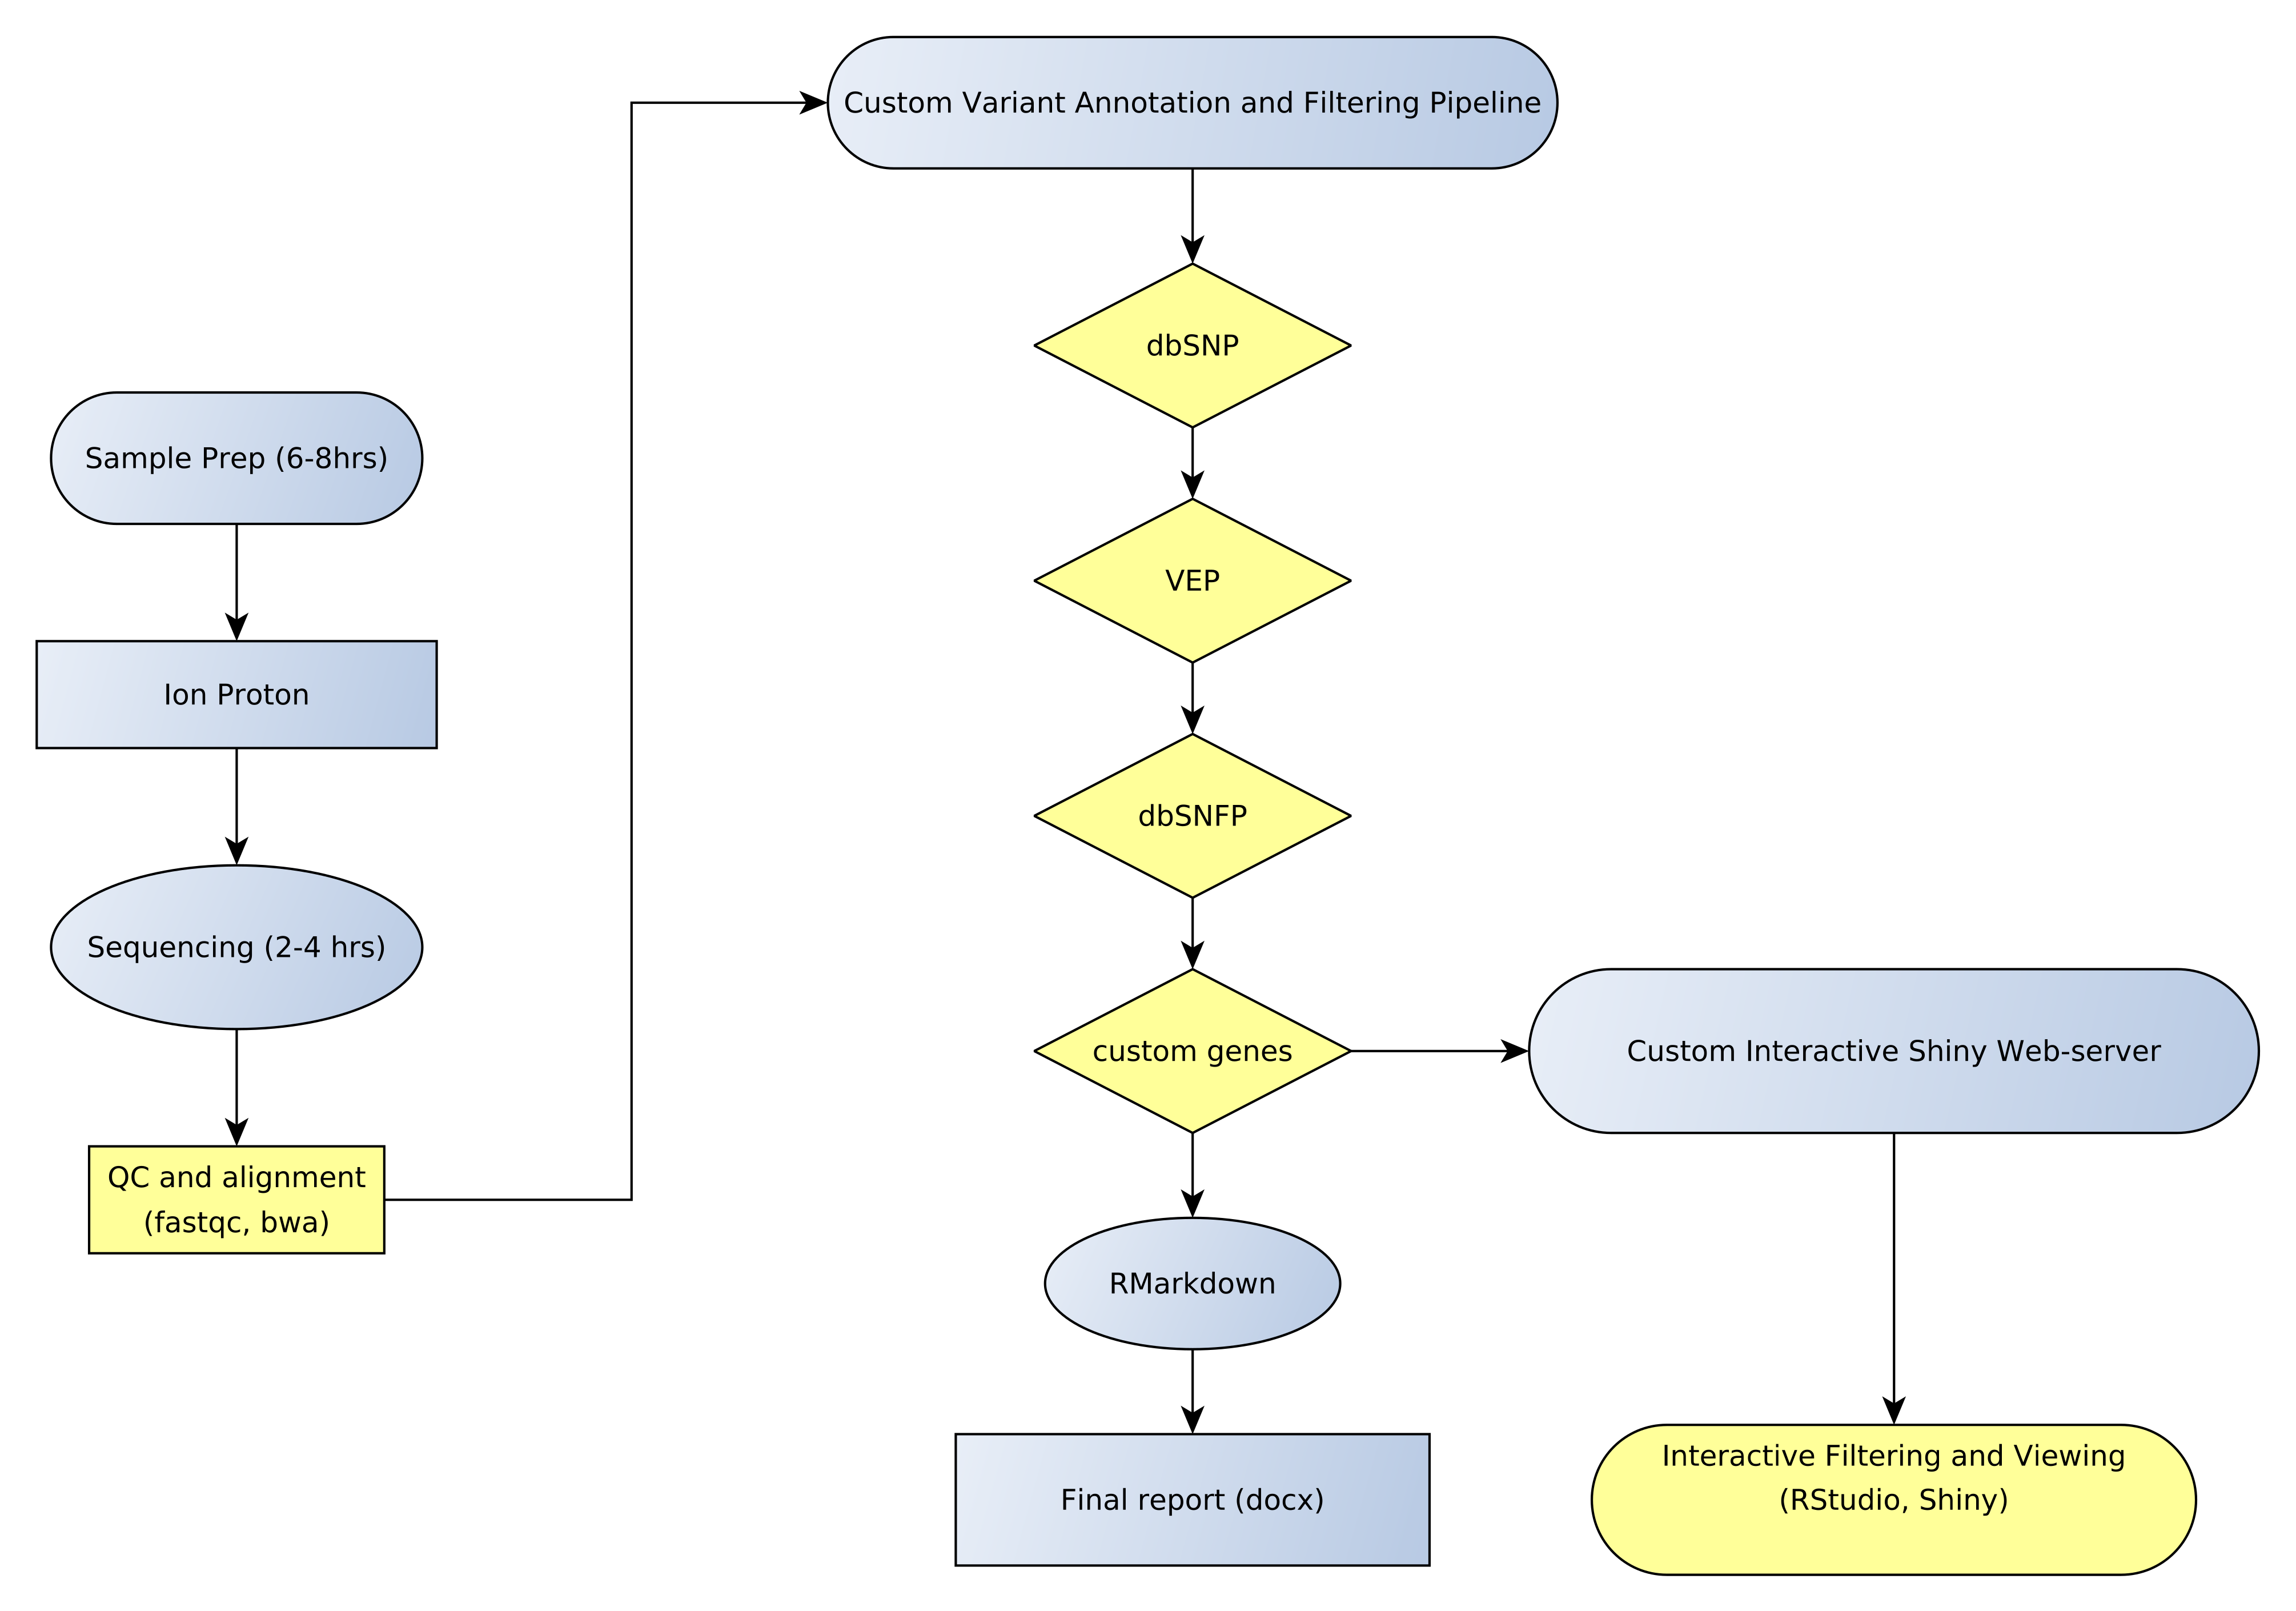 Custom Variant Annotation and Filtering Pipeline
dbSNP
Sample Prep (6-8hrs)
VEP
Ion Proton
dbSNFP
Sequencing (2-4 hrs)
custom genes
Custom Interactive Shiny Web-server
QC and alignment
(fastqc, bwa)
RMarkdown
Final report (docx)
Interactive Filtering and Viewing
(RStudio, Shiny)